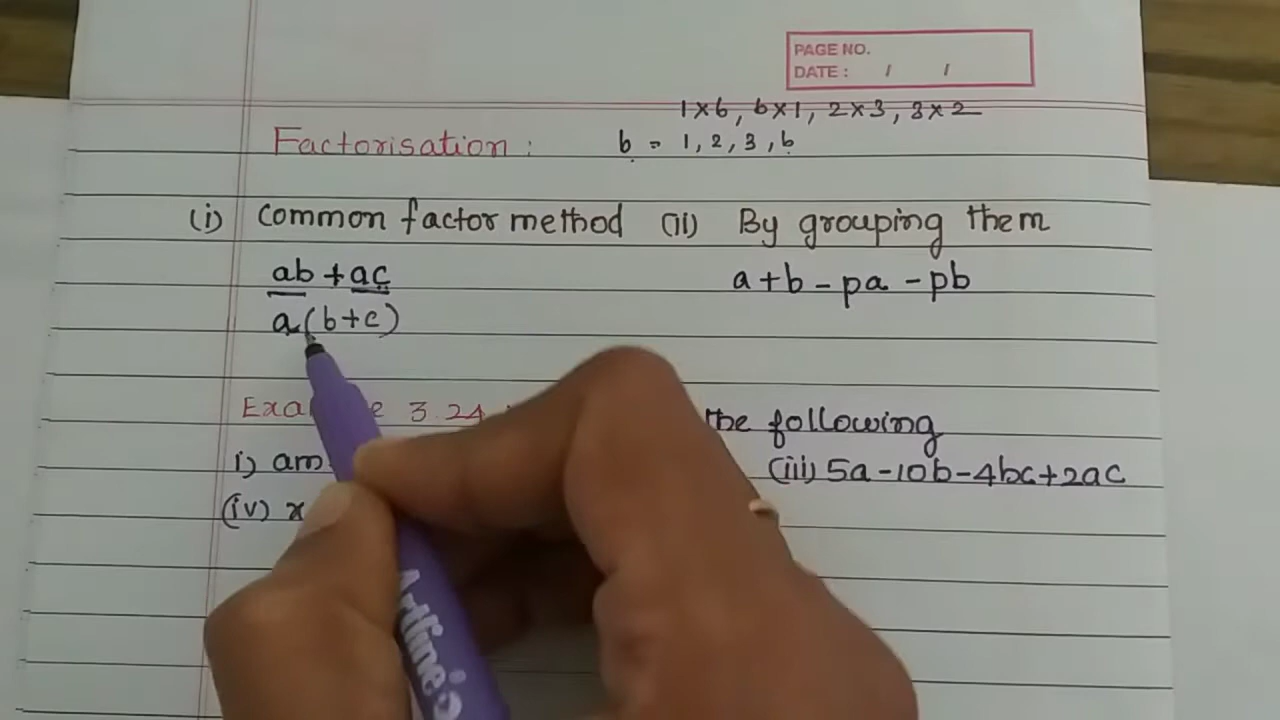 PAGE NO.
DATE : / /
1×6, 6×1, 2×3, 3×2
Factorisation : 6 = 1, 2, 3, 6
(i) Common factor method (ii) By grouping them
ab + ac a + b - pa - pb
a(b+c)
3.24 the following
i) am (iii) 5a-10b-4bc+2ac
(iv) x
Artline